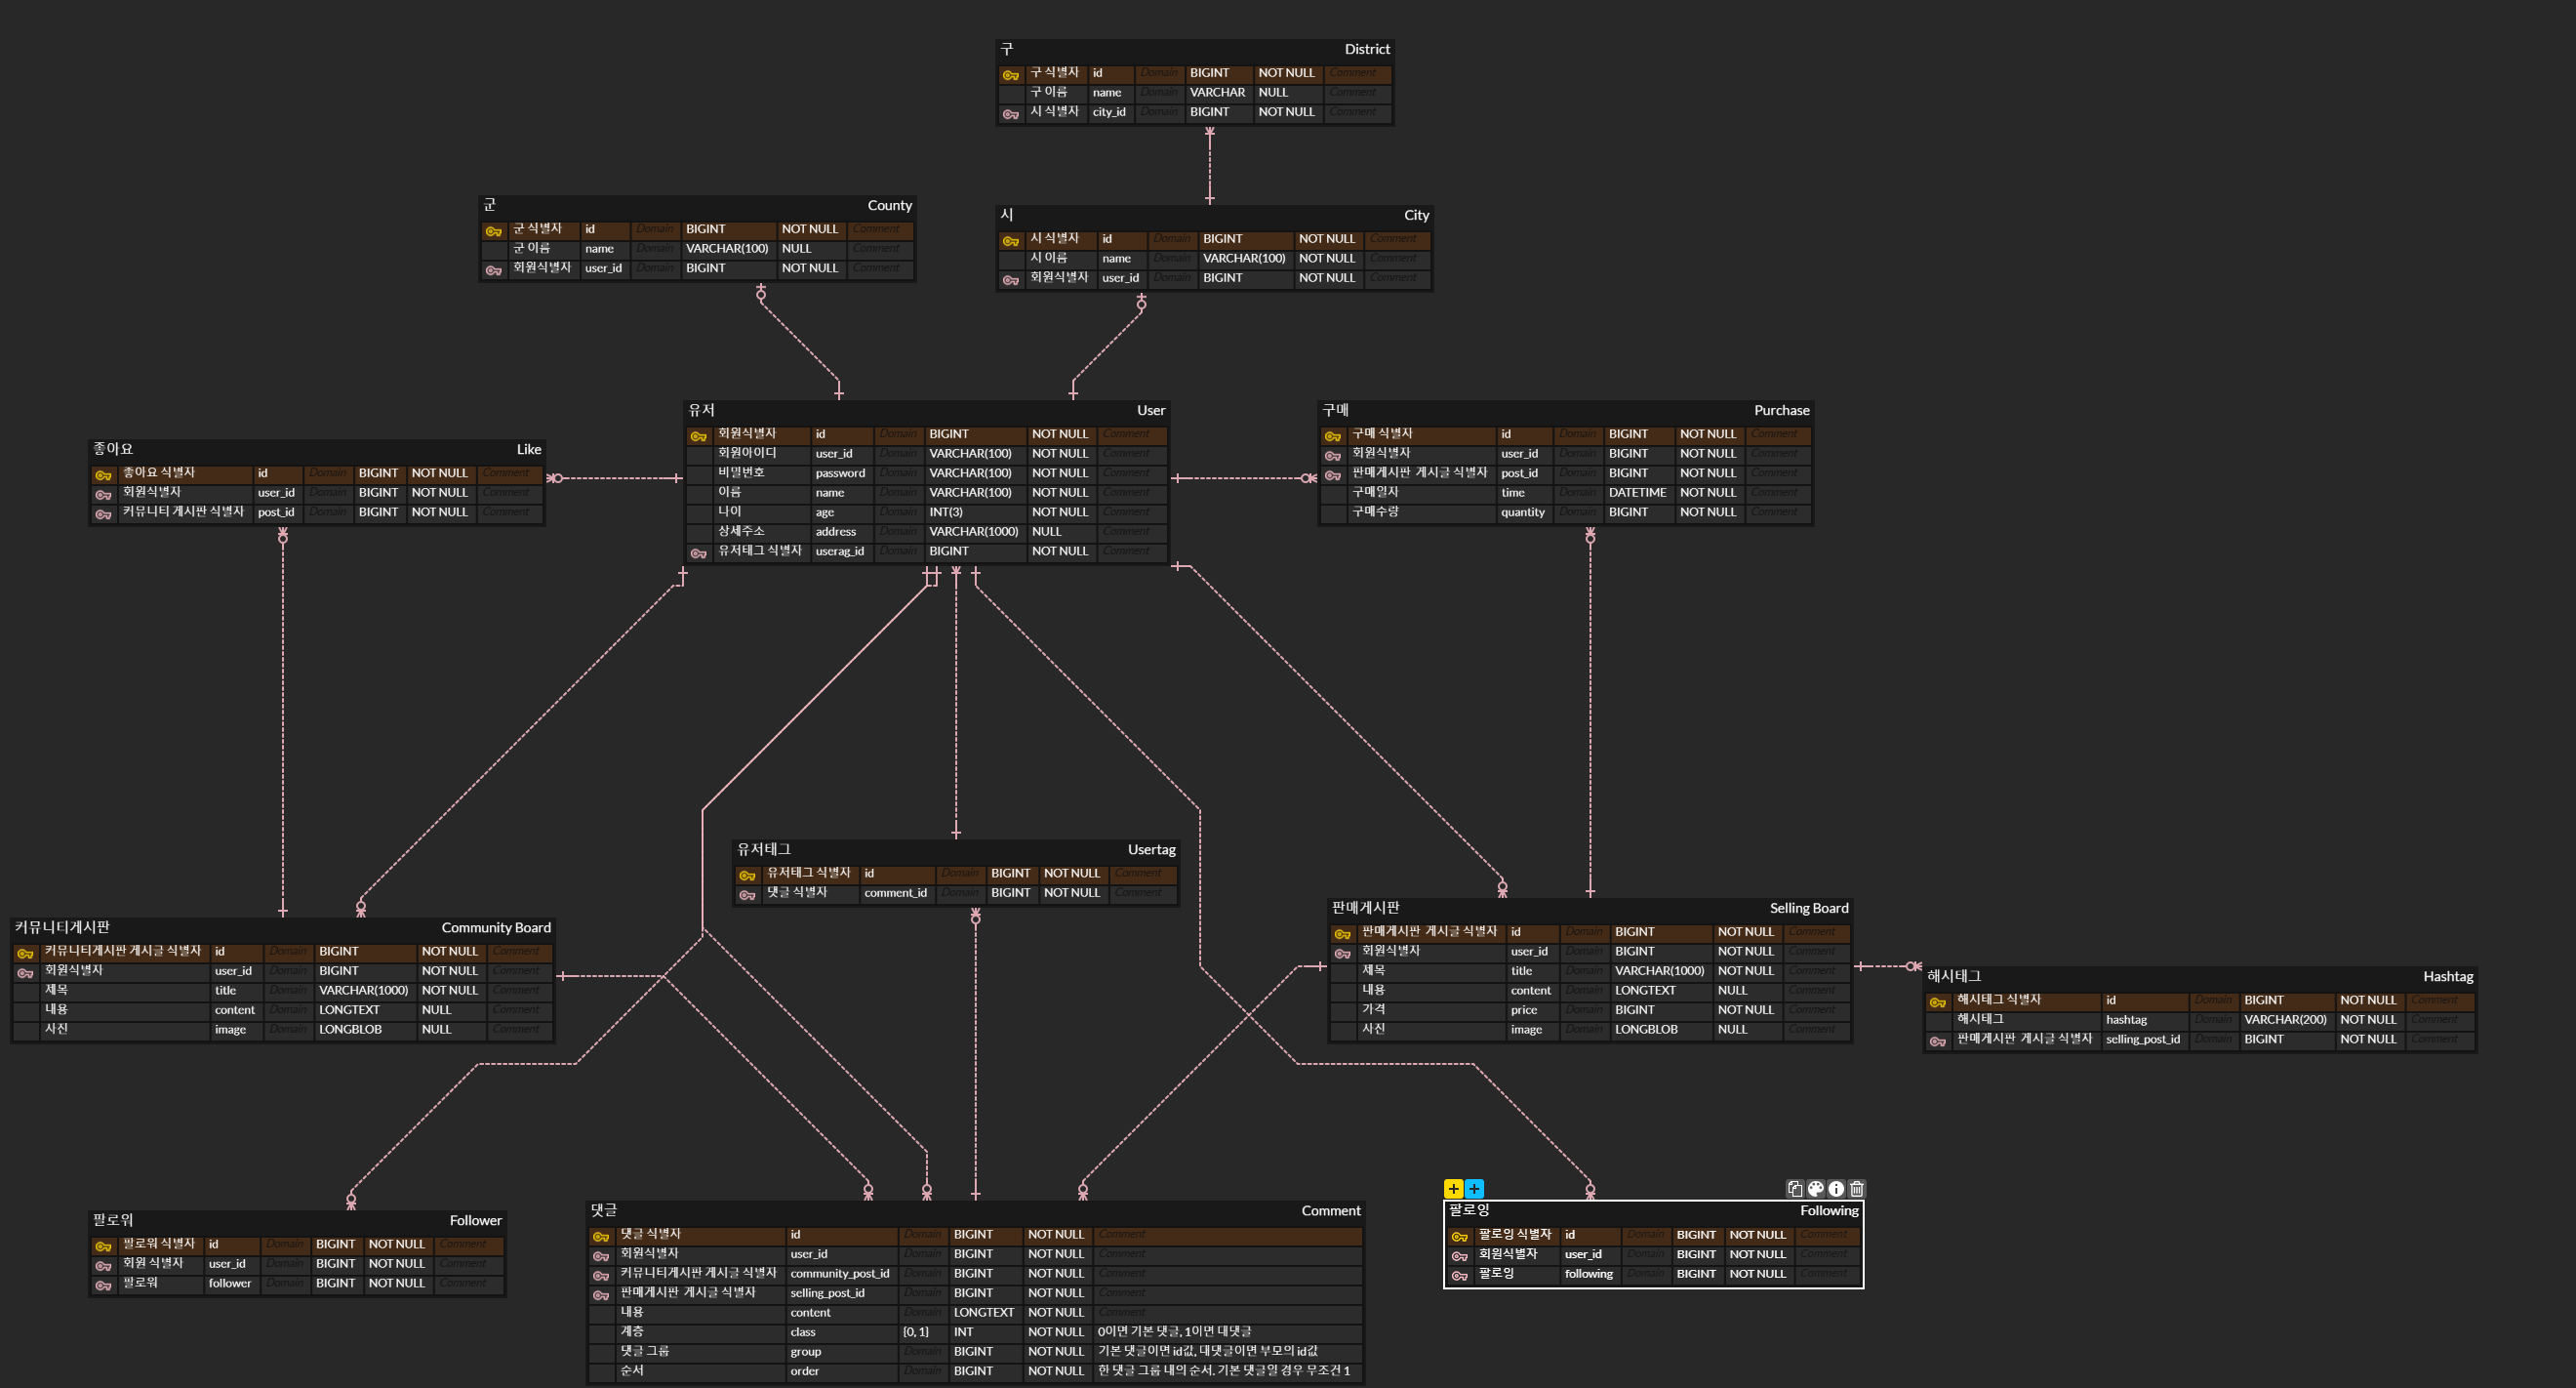 구 District
구 식별자 id Domain BIGINT NOT NULL Comment
구 이름 name Domain VARCHAR NULL Comment
시 식별자 city_id Domain BIGINT NOT NULL Comment
군 County
군 식별자 id Domain BIGINT NOT NULL Comment
군 이름 name Domain VARCHAR(100) NULL Comment
회원식별자 user_id Domain BIGINT NOT NULL Comment
시 City
시 식별자 id Domain BIGINT NOT NULL Comment
시 이름 name Domain VARCHAR(100) NOT NULL Comment
회원식별자 user_id Domain BIGINT NOT NULL Comment
좋아요 Like
좋아요 식별자 id Domain BIGINT NOT NULL Comment
회원식별자 user_id Domain BIGINT NOT NULL Comment
커뮤니티 게시판 식별자 post_id Domain BIGINT NOT NULL Comment
유저 User
회원식별자 id Domain BIGINT NOT NULL Comment
회원아이디 user_id Domain VARCHAR(100) NOT NULL Comment
비밀번호 password Domain VARCHAR(100) NOT NULL Comment
이름 name Domain VARCHAR(100) NOT NULL Comment
나이 age Domain INT(3) NOT NULL Comment
상세주소 address Domain VARCHAR(1000) NULL Comment
유저태그 식별자 userag_id Domain BIGINT NOT NULL Comment
구매 Purchase
구매 식별자 id Domain BIGINT NOT NULL Comment
회원식별자 user_id Domain BIGINT NOT NULL Comment
판매게시판 게시글 식별자 post_id Domain BIGINT NOT NULL Comment
구매일자 time Domain DATETIME NOT NULL Comment
구매수량 quantity Domain BIGINT NOT NULL Comment
유저태그 Usertag
유저태그 식별자 id Domain BIGINT NOT NULL Comment
댓글 식별자 comment_id Domain BIGINT NOT NULL Comment
커뮤니티게시판 Community Board
커뮤니티게시판 게시글 식별자 id Domain BIGINT NOT NULL Comment
회원식별자 user_id Domain BIGINT NOT NULL Comment
제목 title Domain VARCHAR(1000) NOT NULL Comment
내용 content Domain LONGTEXT NULL Comment
사진 image Domain LONGBLOB NULL Comment
판매게시판 Selling Board
판매게시판 게시글 식별자 id Domain BIGINT NOT NULL Comment
회원식별자 user_id Domain BIGINT NOT NULL Comment
제목 title Domain VARCHAR(1000) NOT NULL Comment
내용 content Domain LONGTEXT NULL Comment
가격 price Domain BIGINT NOT NULL Comment
사진 image Domain LONGBLOB NULL Comment
해시태그 Hashtag
해시태그 식별자 id Domain BIGINT NOT NULL Comment
해시태그 hashtag Domain VARCHAR(200) NOT NULL Comment
판매게시판 게시글 식별자 selling_post_id Domain BIGINT NOT NULL Comment
팔로워 Follower
팔로워 식별자 id Domain BIGINT NOT NULL Comment
회원 식별자 user_id Domain BIGINT NOT NULL Comment
팔로워 follower Domain BIGINT NOT NULL Comment
댓글 Comment
댓글 식별자 id Domain BIGINT NOT NULL Comment
회원식별자 user_id Domain BIGINT NOT NULL Comment
커뮤니티게시판 게시글 식별자 community_post_id Domain BIGINT NOT NULL Comment
판매게시판 게시글 식별자 selling_post_id Domain BIGINT NOT NULL Comment
내용 content Domain LONGTEXT NOT NULL Comment
계층 class [0, 1] INT NOT NULL 0이면 기본 댓글, 1이면 대댓글
댓글 그룹 group Domain BIGINT NOT NULL 기본 댓글이면 id값, 대댓글이면 부모의 id값
순서 order Domain BIGINT NOT NULL 한 댓글 그룹 내의 순서. 기본 댓글일 경우 무조건 1
팔로잉 Following
팔로잉 식별자 id Domain BIGINT NOT NULL Comment
회원식별자 user_id Domain BIGINT NOT NULL Comment
팔로잉 following Domain BIGINT NOT NULL Comment